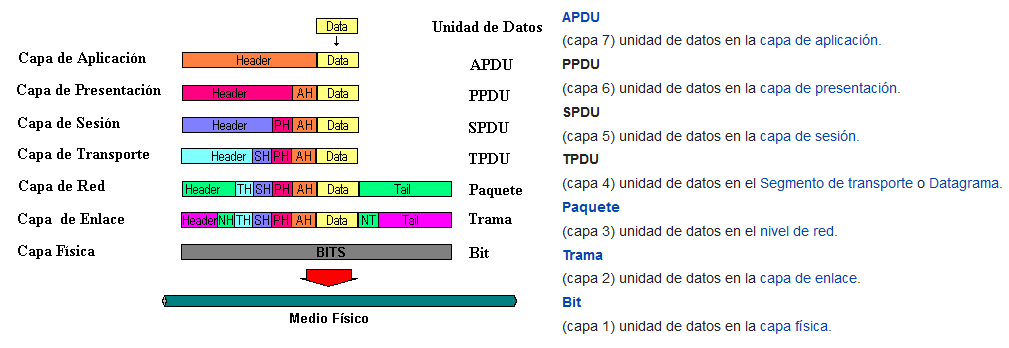 Data
Unidad de Datos
Capa de Aplicación Header Data APDU
Capa de Presentación Header AH Data PPDU
Capa de Sesión Header PH AH Data SPDU
Capa de Transporte Header SH PH AH Data TPDU
Capa de Red Header TH SH PH AH Data Tail Paquete
Capa de Enlace Header NH TH SH PH AH Data NT Tail Trama
Capa Física BITS Bit
Medio Físico
APDU
(capa 7) unidad de datos en la capa de aplicación.
PPDU
(capa 6) unidad de datos en la capa de presentación.
SPDU
(capa 5) unidad de datos en la capa de sesión.
TPDU
(capa 4) unidad de datos en el Segmento de transporte o Datagrama.
Paquete
(capa 3) unidad de datos en el nivel de red.
Trama
(capa 2) unidad de datos en la capa de enlace.
Bit
(capa 1) unidad de datos en la capa física.